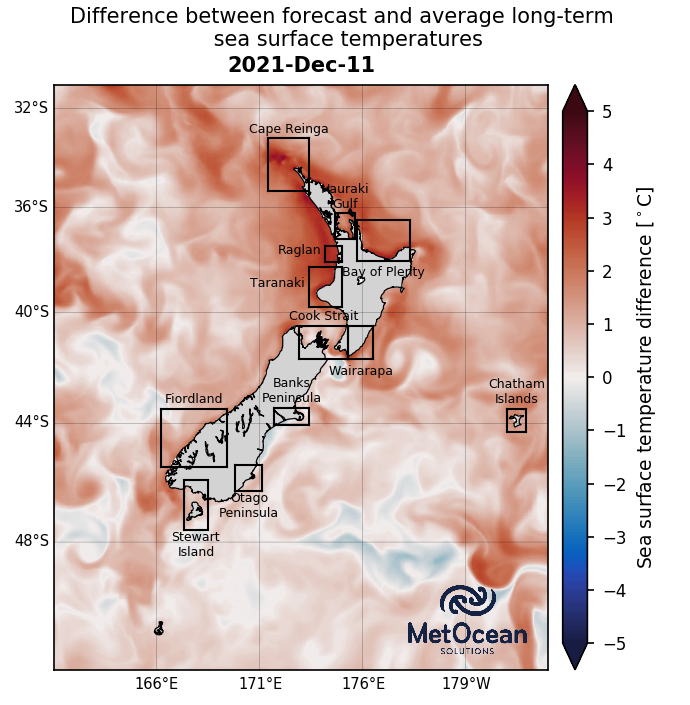 Difference between forecast and average long-term
sea surface temperatures
2021-Dec-11
32°S
36°S
40°S
44°S
48°S
166°E
171°E
176°E
179°W
Cape Reinga
Hauraki
Gulf
Raglan
Bay of Plenty
Taranaki
Cook Strait
Wairarapa
Banks
Peninsula
Fiordland
Chatham
Islands
Otago
Peninsula
Stewart
Island
MetOcean
SOLUTIONS
5
4
3
2
1
0
−1
−2
−3
−4
−5
Sea surface temperature difference [°C]